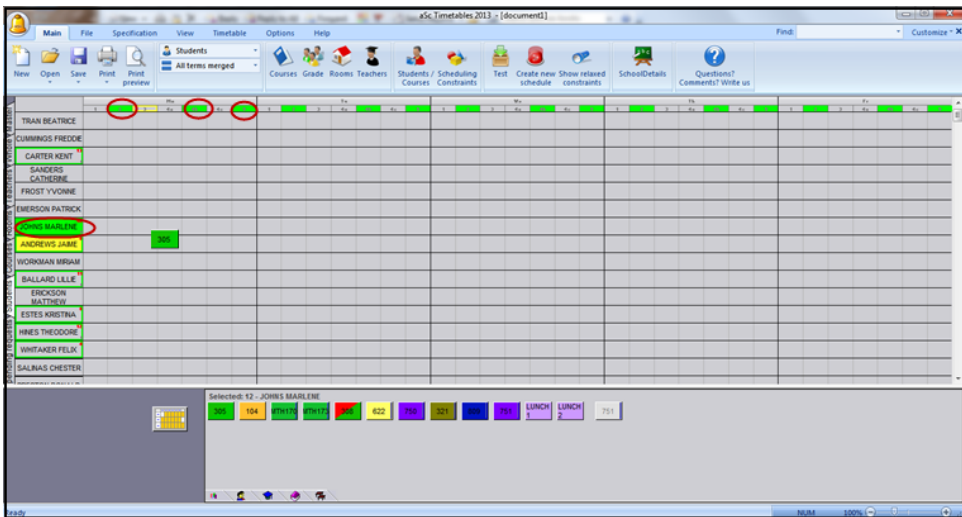 aSc Timetables 2013 - [document1]
Main File Specification View Timetable Options Help Find: Customize
Students
All terms merged
New Open Save Print Print preview Courses Grade Rooms Teachers Students / Courses Scheduling Constraints Test Create new schedule Show relaxed constraints SchoolDetails Questions? Comments? Write us
Mo Tu We Th Fr
TRAN BEATRICE
CUMMINGS FREDDIE
CARTER KENT
SANDERS CATHERINE
FROST YVONNE
EMERSON PATRICK
JOHNS MARLENE
ANDREWS JAIME
305
WORKMAN MIRIAM
BALLARD LILLIE
ERICKSON MATTHEW
ESTES KRISTINA
HINES THEODORE
WHITAKER FELIX
SALINAS CHESTER
Selected: 12 - JOHNS MARLENE
305 104 MTH170 MTH173 622 321 751 LUNCH 1 LUNCH 2 751
Ready NUM 100%